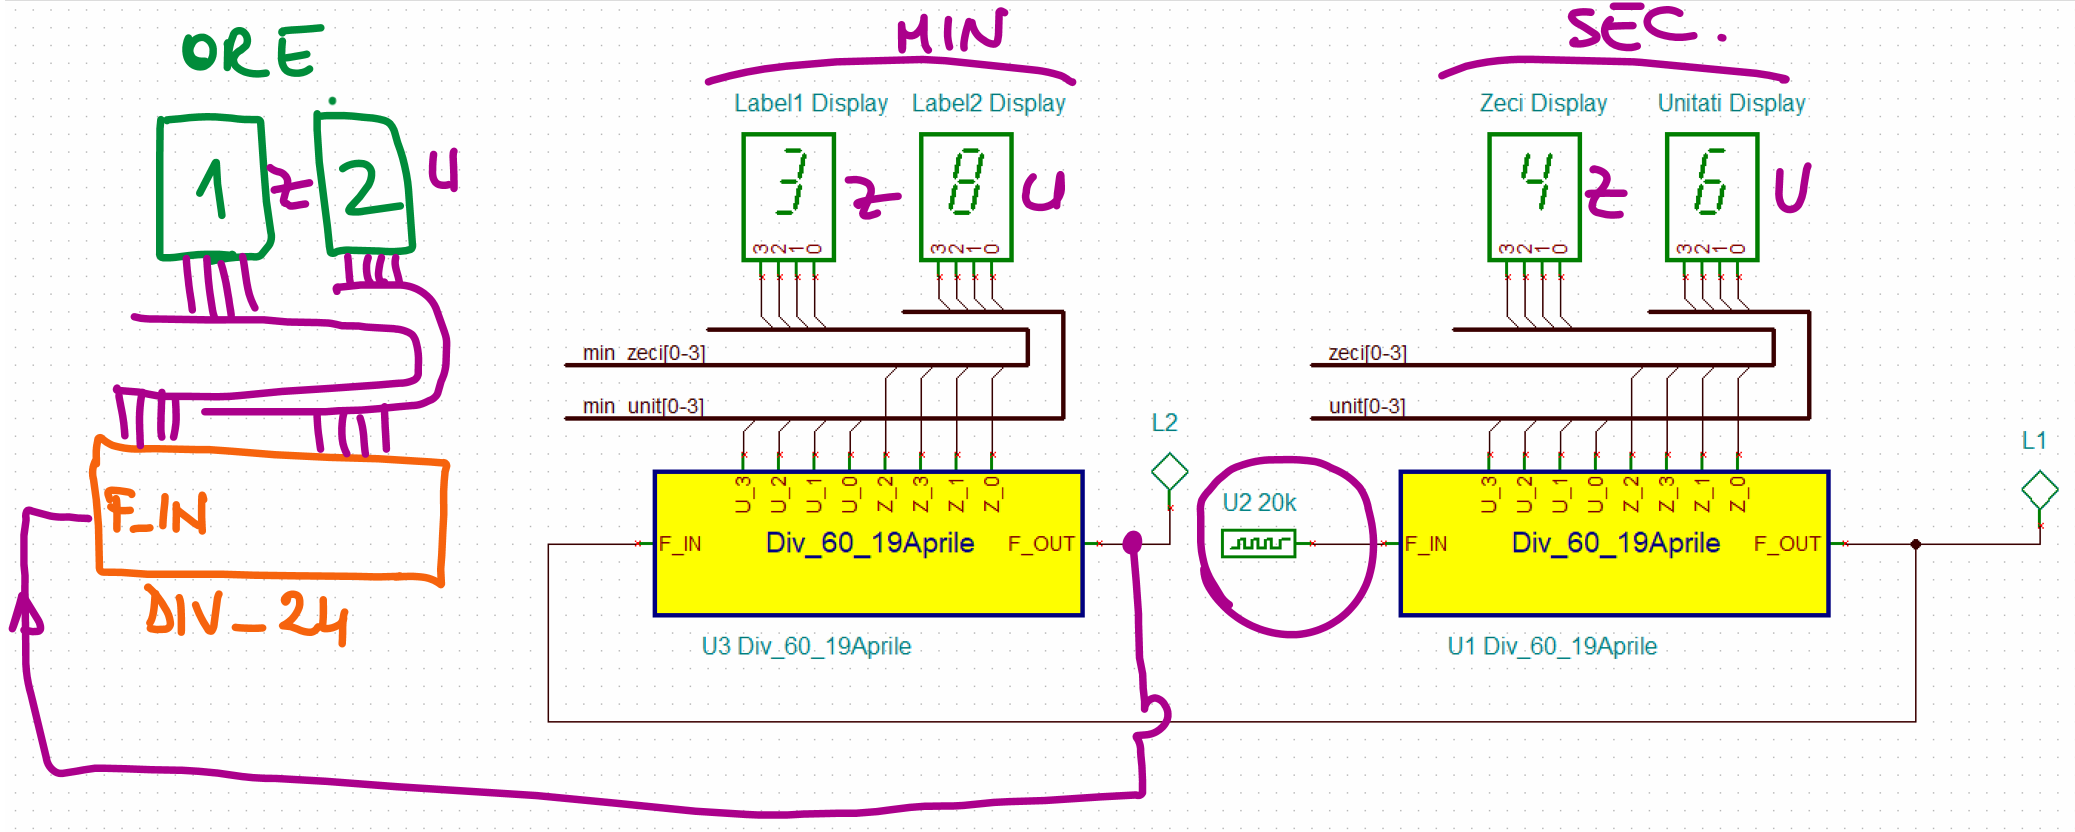 ORE
MIN
SEC.
Label1 Display
Label2 Display
Zeci Display
Unitati Display
1
Z
2
U
3
Z
8
U
4
Z
6
U
3 2 1 0
3 2 1 0
3 2 1 0
3 2 1 0
min_zeci[0-3]
zeci[0-3]
min_unit[0-3]
unit[0-3]
L2
L1
U_3 U_2 U_1 U_0 Z_2 Z_3 Z_1 Z_0
U_3 U_2 U_1 U_0 Z_2 Z_3 Z_1 Z_0
F_IN
U2 20k
F_IN
Div_60_19Aprile
F_OUT
F_IN
Div_60_19Aprile
F_OUT
DIV_24
U3 Div_60_19Aprile
U1 Div_60_19Aprile